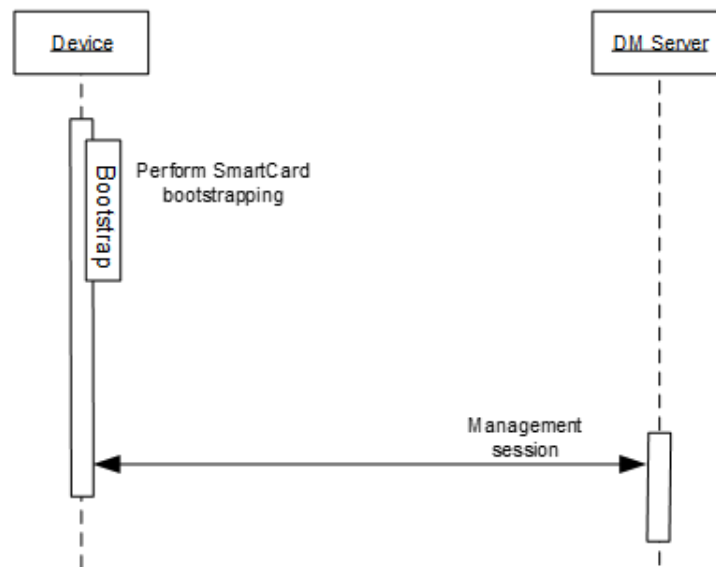 Device
DM Server
Bootstrap
Perform SmartCard
bootstrapping
Management
session